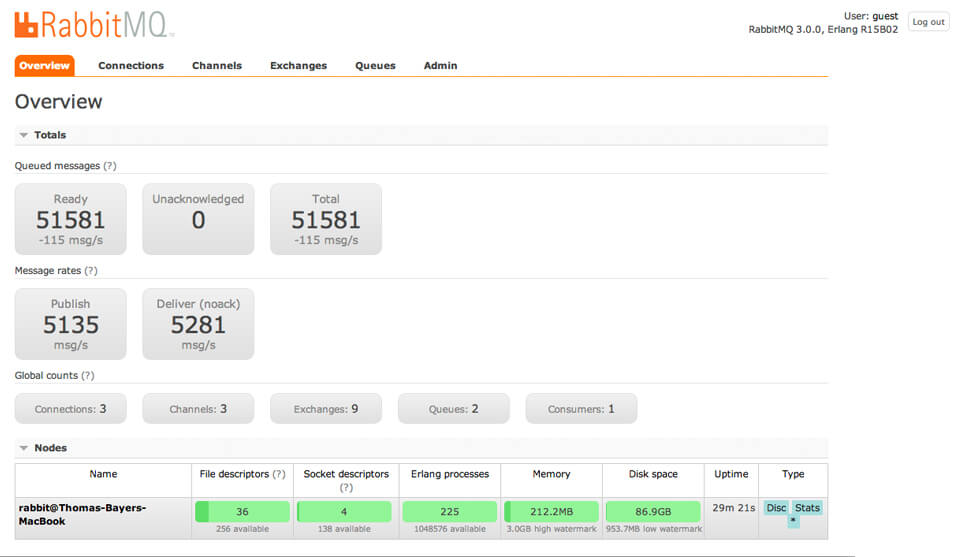 RabbitMQ
User: guest
Log out
RabbitMQ 3.0.0, Erlang R15B02
Overview Connections Channels Exchanges Queues Admin
Overview
Totals
Queued messages (?)
Ready Unacknowledged Total
51581 0 51581
-115 msg/s -115 msg/s
Message rates (?)
Publish Deliver (noack)
5135 5281
msg/s msg/s
Global counts (?)
Connections: 3 Channels: 3 Exchanges: 9 Queues: 2 Consumers: 1
Nodes
Name File descriptors (?) Socket descriptors (?) Erlang processes Memory Disk space Uptime Type
rabbit@Thomas-Bayers-
MacBook
36 4 225 212.2MB 86.9GB 29m 21s Disc Stats
*
256 available 138 available 1048576 available 3.0GB high watermark 953.7MB low watermark